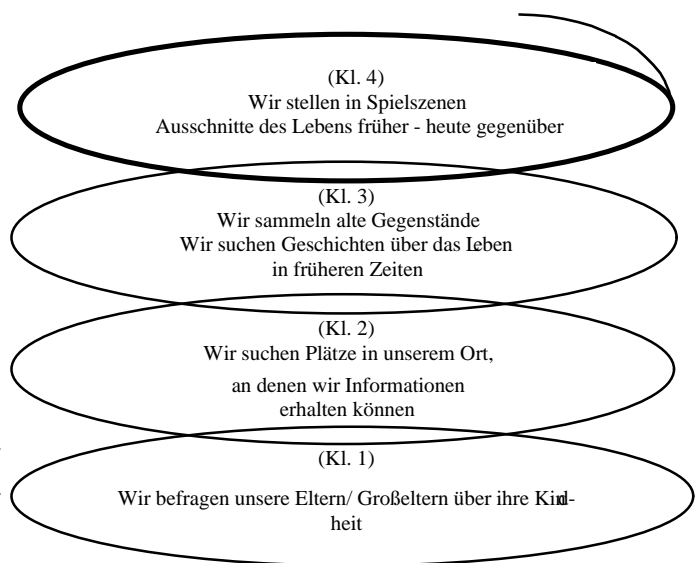 (Kl. 4)
Wir stellen in Spielszenen
Ausschnitte des Lebens früher - heute gegenüber
(Kl. 3)
Wir sammeln alte Gegenstände
Wir suchen Geschichten über das Leben
in früheren Zeiten
(Kl. 2)
Wir suchen Plätze in unserem Ort,
an denen wir Informationen
erhalten können
(Kl. 1)
Wir befragen unsere Eltern/ Großeltern über ihre Kind-
heit